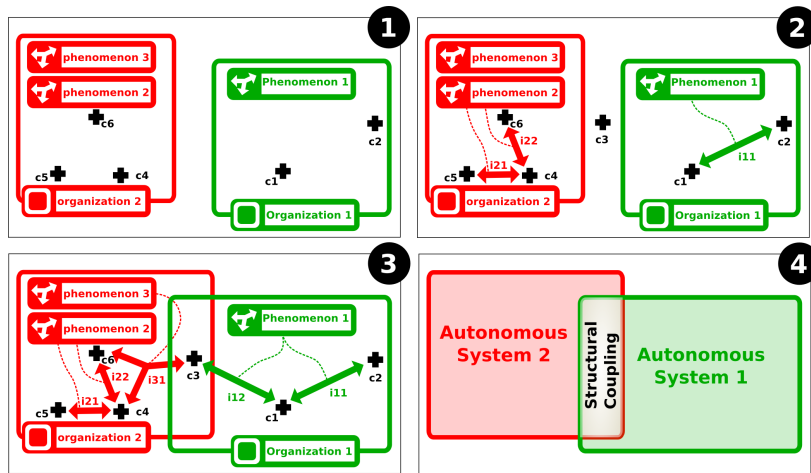 1
phenomenon 3
phenomenon 2
c6
c5
c4
organization 2
Phenomenon 1
c2
c1
Organization 1
2
phenomenon 3
phenomenon 2
c6
i22
c5
i21
c4
organization 2
c3
Phenomenon 1
c2
i11
c1
Organization 1
3
phenomenon 3
phenomenon 2
c6
i22
i31
c3
c5
i21
c4
organization 2
Phenomenon 1
c2
i12
i11
c1
Organization 1
4
Autonomous
System 2
Structural
Coupling
Autonomous
System 1